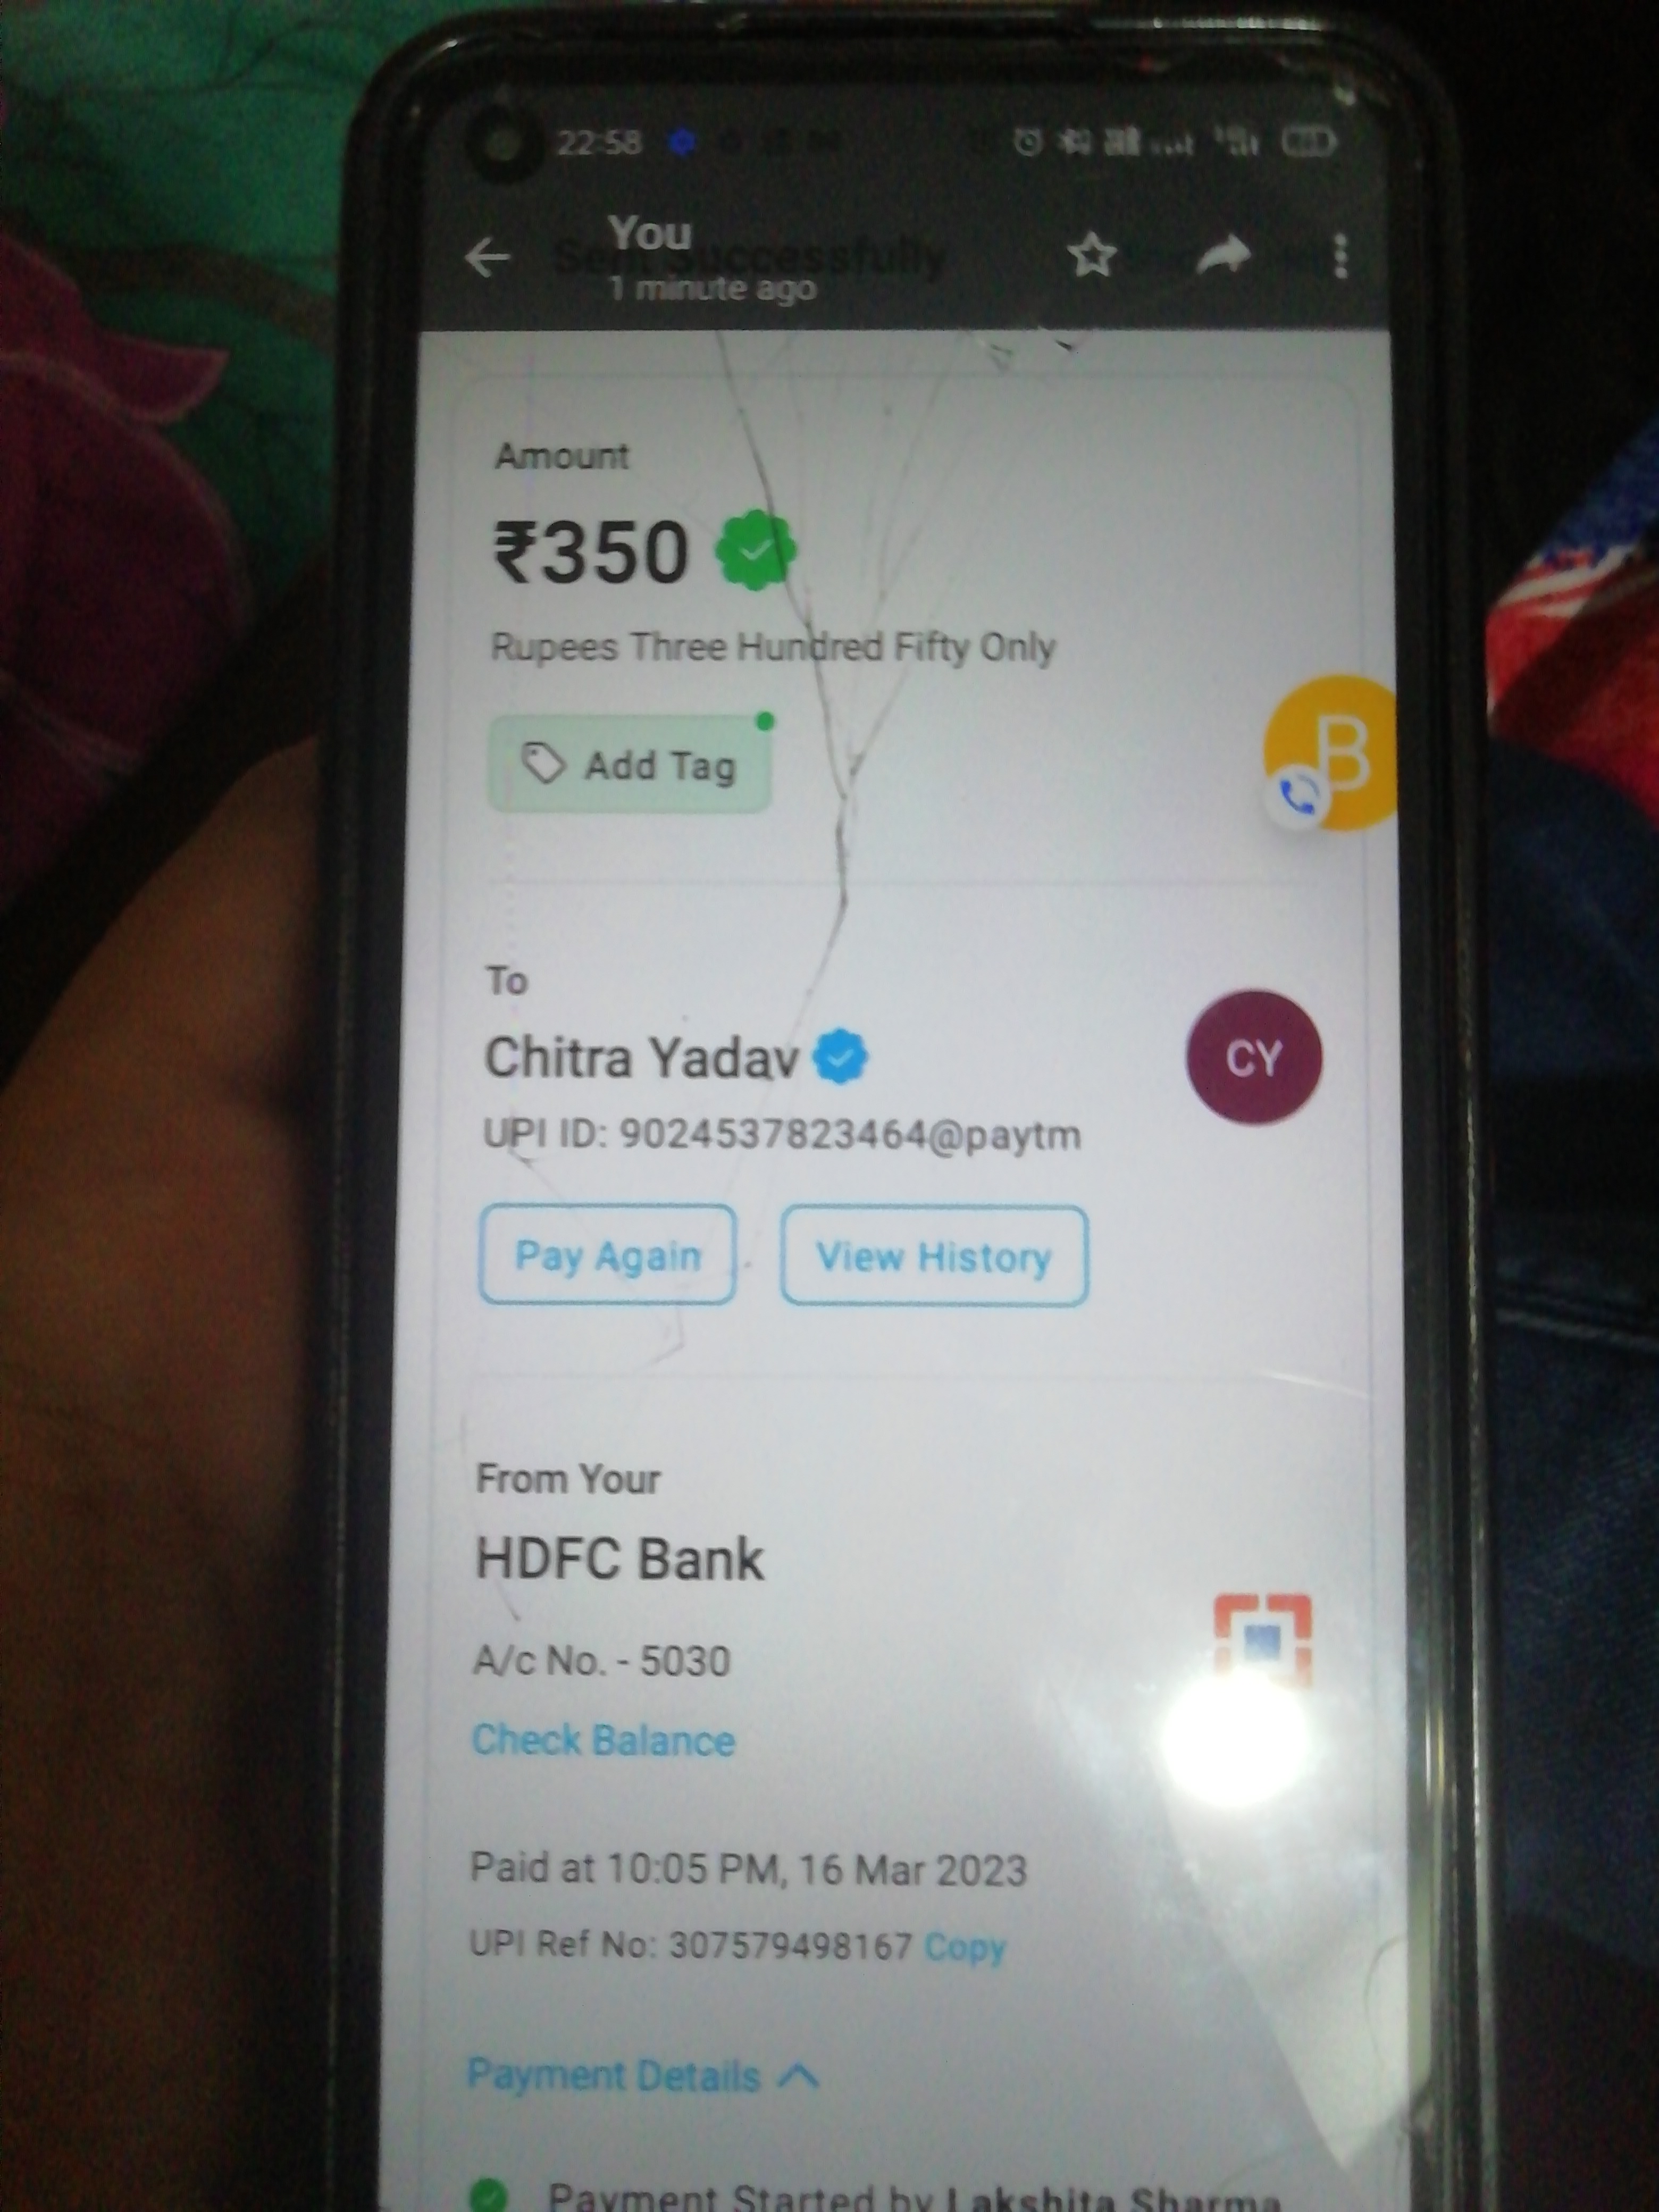 22:58
You
Sent Successfully
1 minute ago
Amount
₹350
Rupees Three Hundred Fifty Only
Add Tag
B
To
Chitra Yadav
CY
UPI ID: 9024537823464@paytm
Pay Again
View History
From Your
HDFC Bank
A/c No. - 5030
Check Balance
Paid at 10:05 PM, 16 Mar 2023
UPI Ref No: 307579498167 Copy
Payment Details
Payment Started by Lakshita Sharma